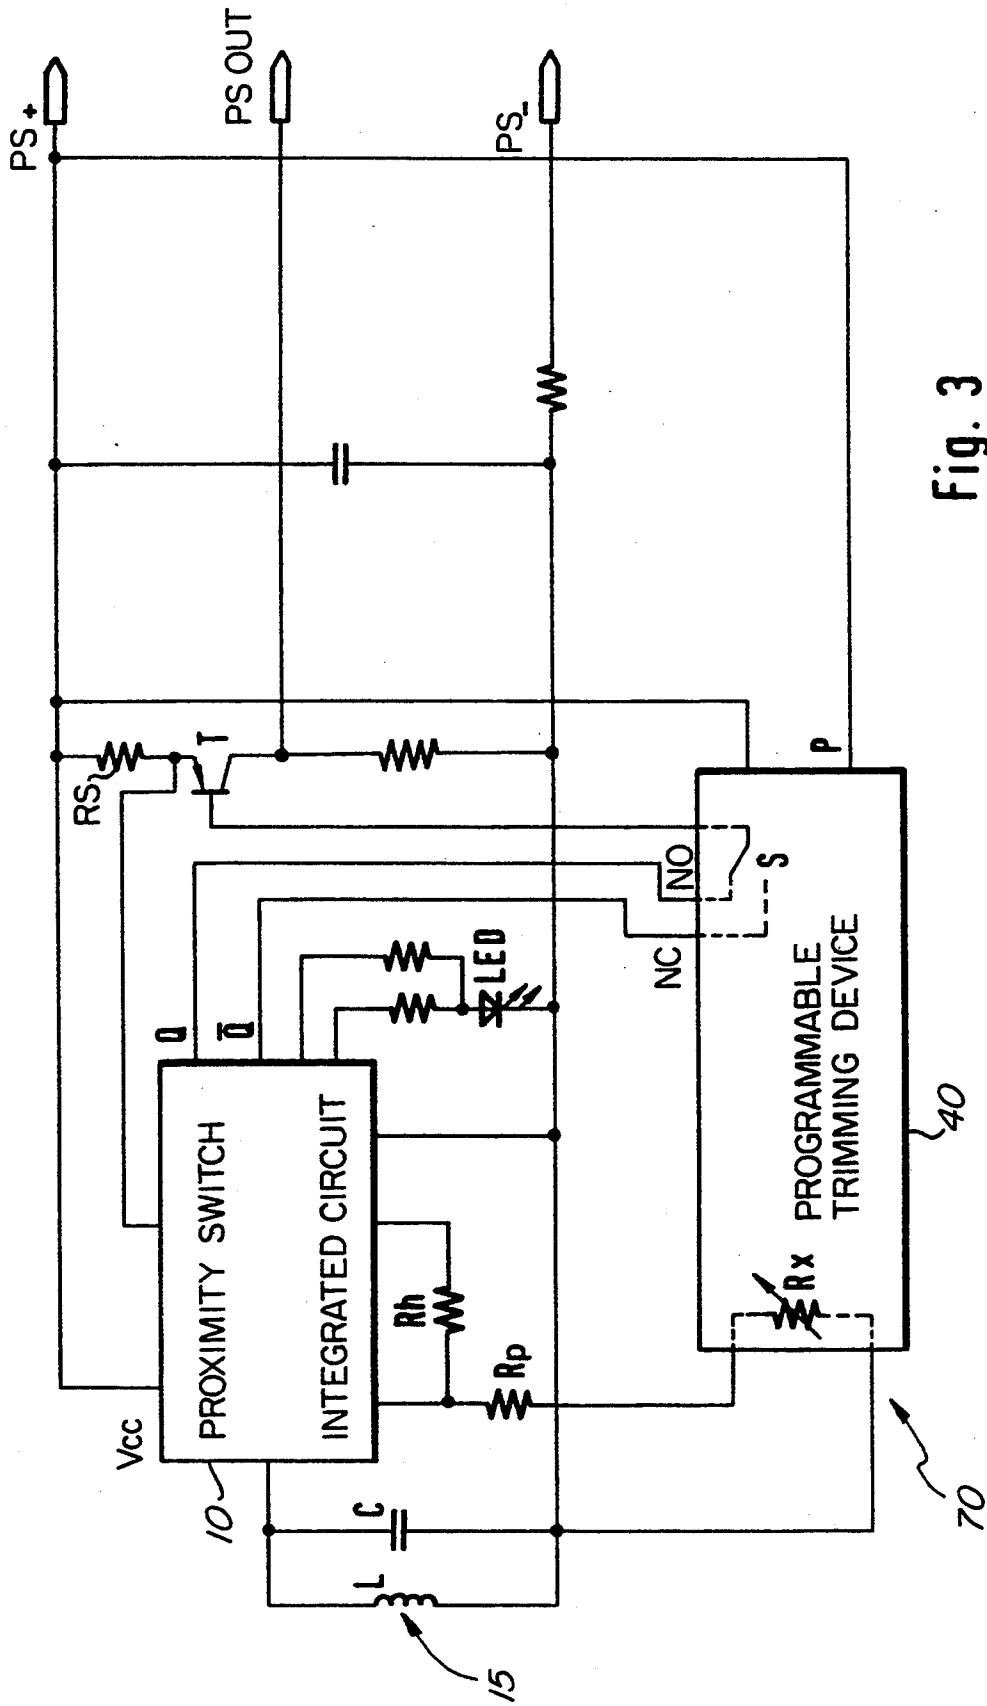 PS +
PS OUT
PS_
RS
T
Vcc
Q
Q̅
10
PROXIMITY SWITCH
INTEGRATED CIRCUIT
LED
NO
NC
S
P
C
L
15
Rh
Rp
Rx
PROGRAMMABLE
TRIMMING DEVICE
40
70
Fig. 3